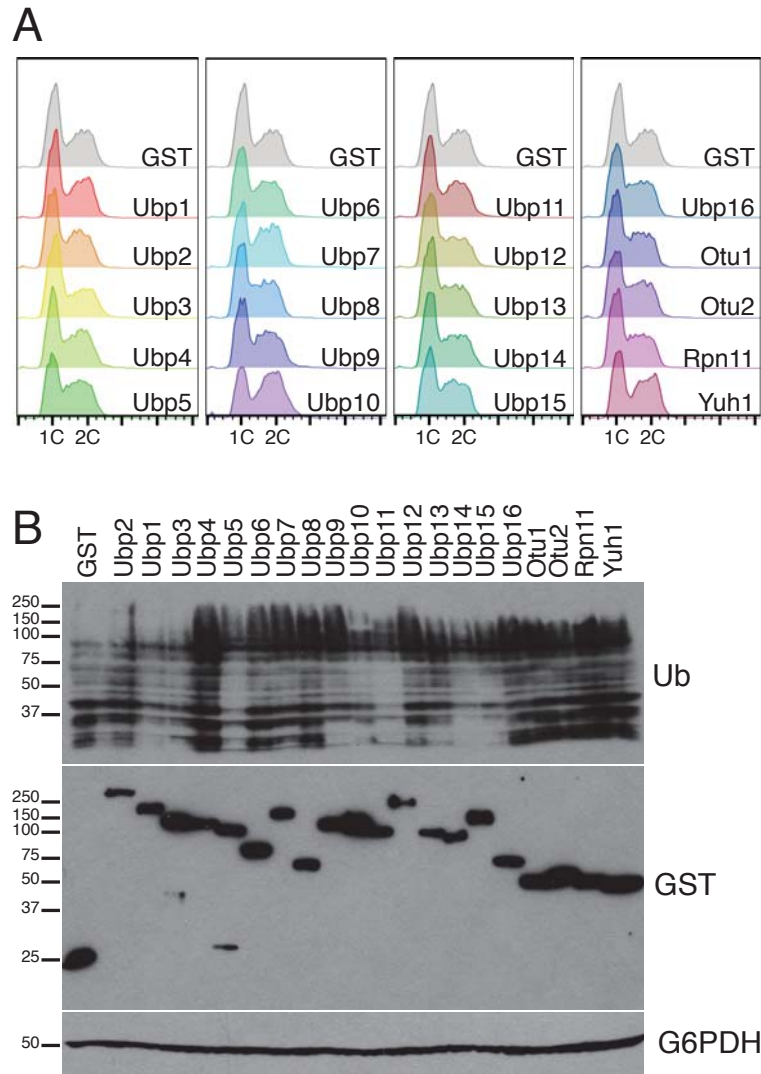 A
GST GST GST GST
Ubp1 Ubp6 Ubp11 Ubp16
Ubp2 Ubp7 Ubp12 Otu1
Ubp3 Ubp8 Ubp13 Otu2
Ubp4 Ubp9 Ubp14 Rpn11
Ubp5 Ubp10 Ubp15 Yuh1
1C 2C 1C 2C 1C 2C 1C 2C
B
GST Ubp2 Ubp1 Ubp3 Ubp4 Ubp5 Ubp6 Ubp7 Ubp8 Ubp9 Ubp10 Ubp11 Ubp12 Ubp13 Ubp14 Ubp15 Ubp16 Otu1 Otu2 Rpn11 Yuh1
250
150
100
75
50
37
Ub
250
150
100
75
50
37
25
GST
50
G6PDH